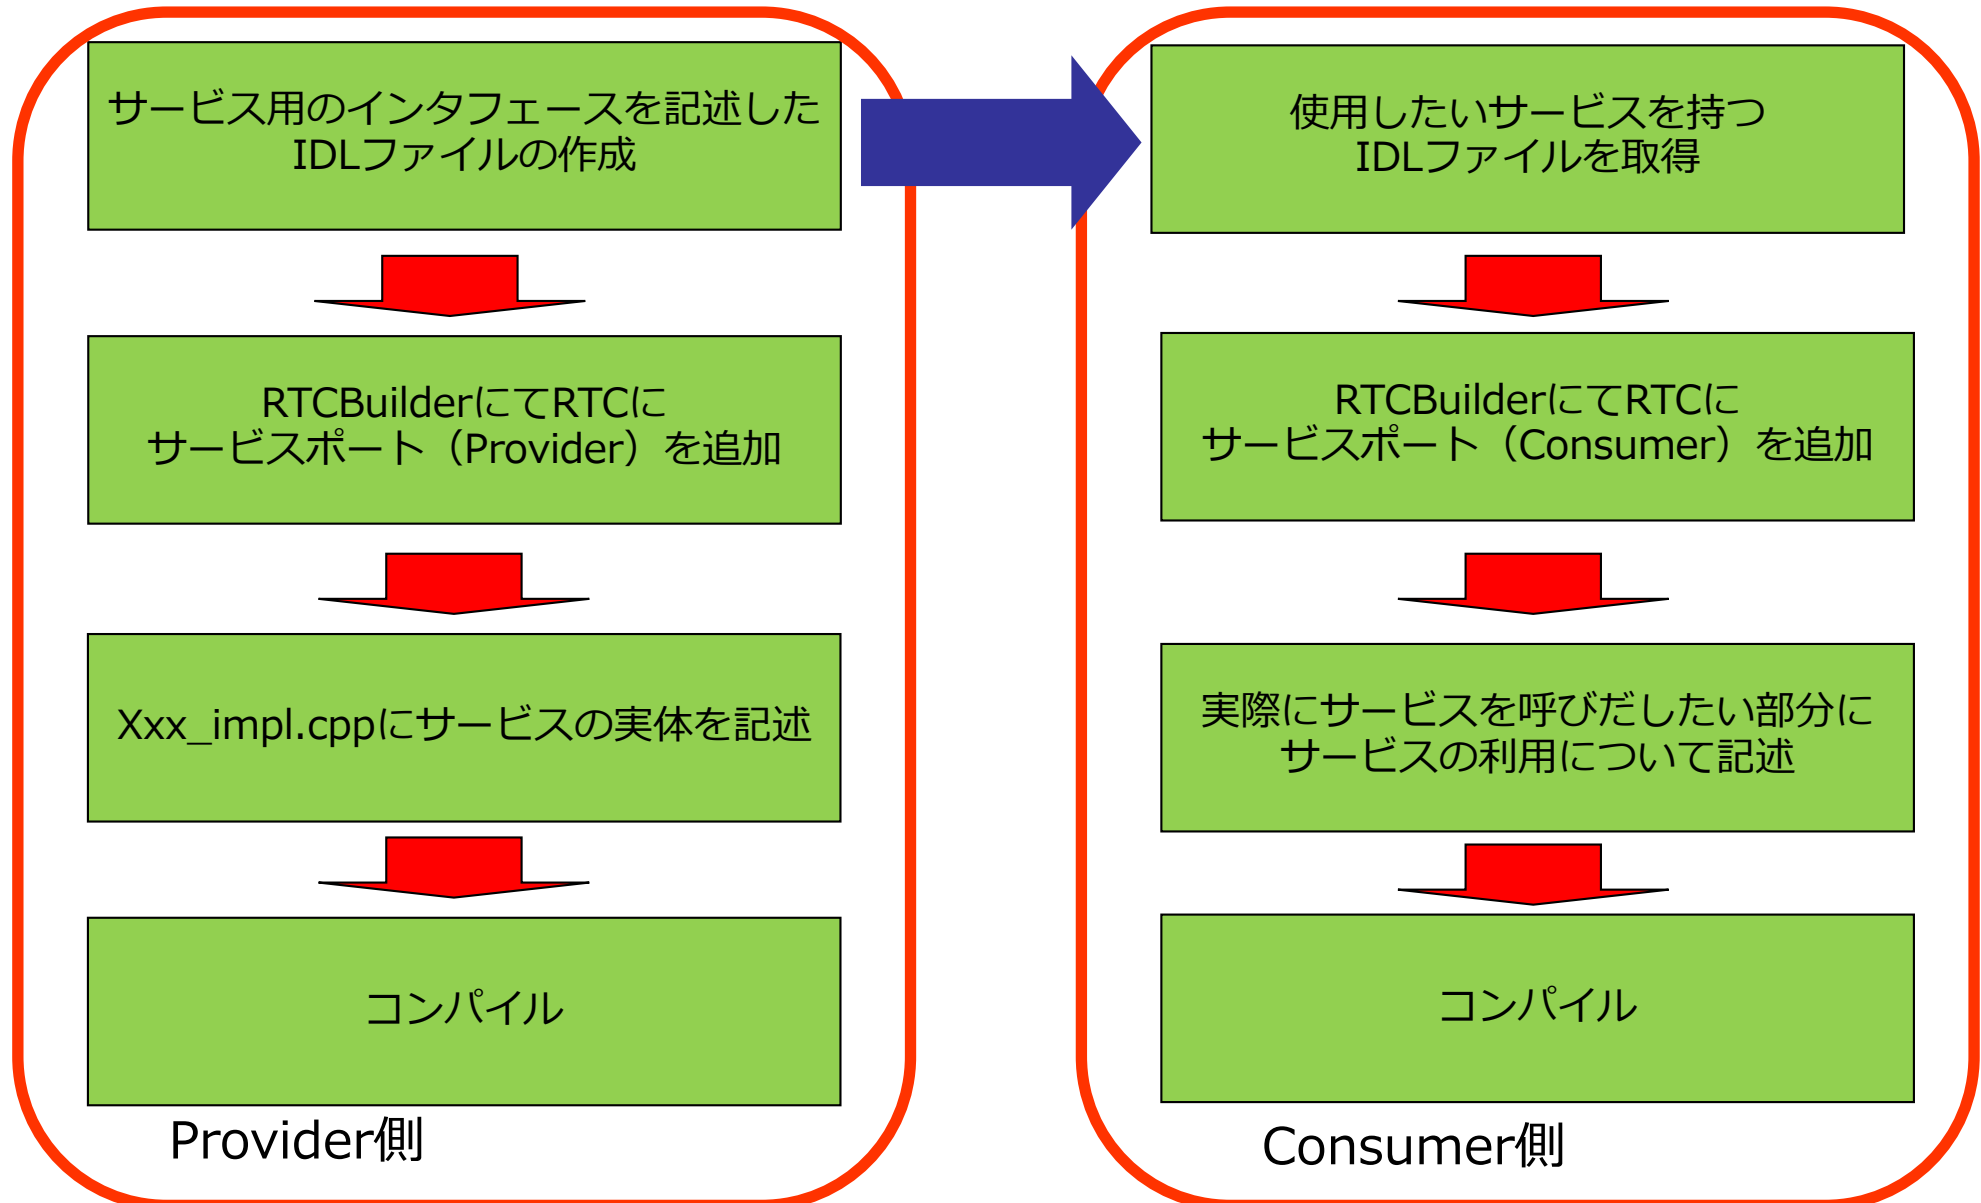 サービス用のインタフェースを記述した
IDLファイルの作成
RTCBuilderにてRTCに
サービスポート（Provider）を追加
Xxx_impl.cppにサービスの実体を記述
コンパイル
Provider側
使用したいサービスを持つ
IDLファイルを取得
RTCBuilderにてRTCに
サービスポート（Consumer）を追加
実際にサービスを呼びだしたい部分に
サービスの利用について記述
コンパイル
Consumer側